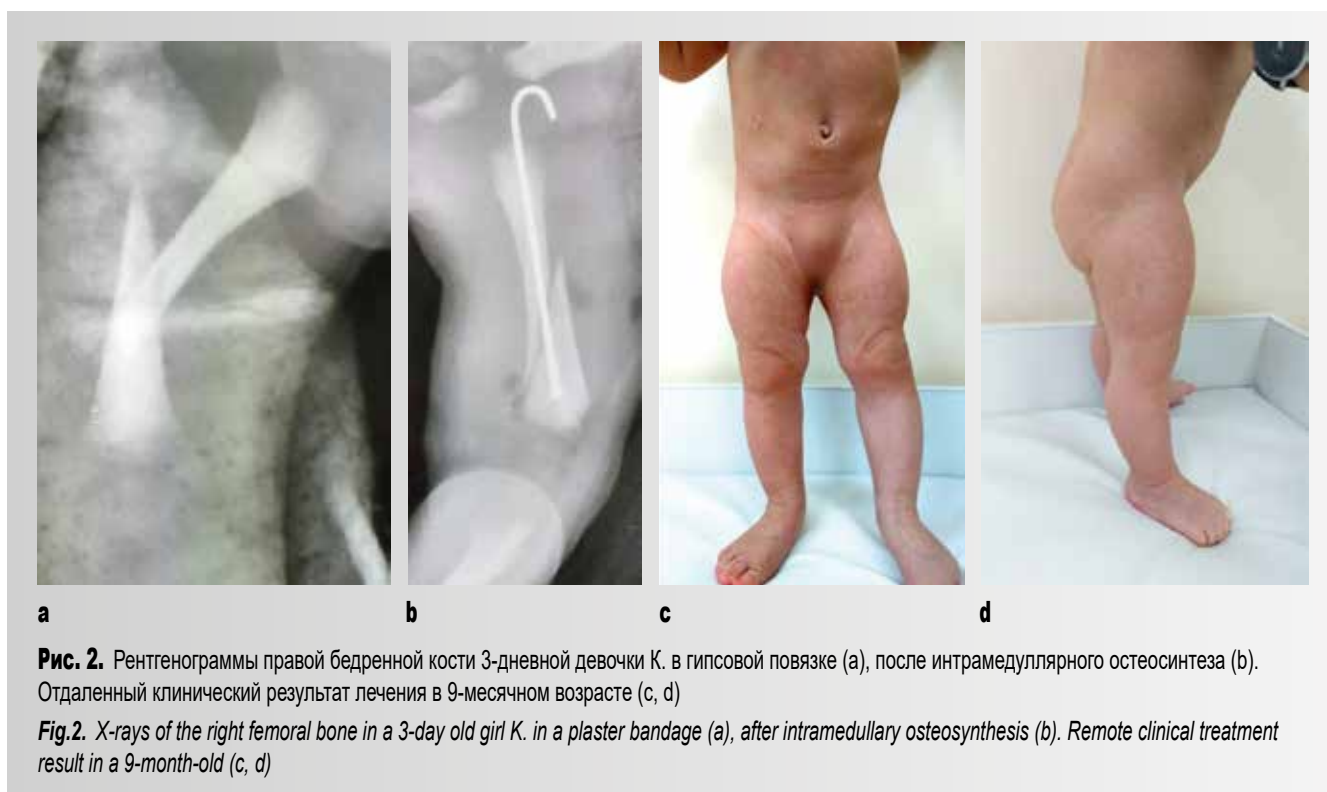 a b c d
Рис. 2. Рентгенограммы правой бедренной кости 3-дневной девочки К. в гипсовой повязке (a), после интрамедуллярного остеосинтеза (b).
Отдаленный клинический результат лечения в 9-месячном возрасте (c, d)
Fig.2. X-rays of the right femoral bone in a 3-day old girl K. in a plaster bandage (a), after intramedullary osteosynthesis (b). Remote clinical treatment
result in a 9-month-old (c, d)